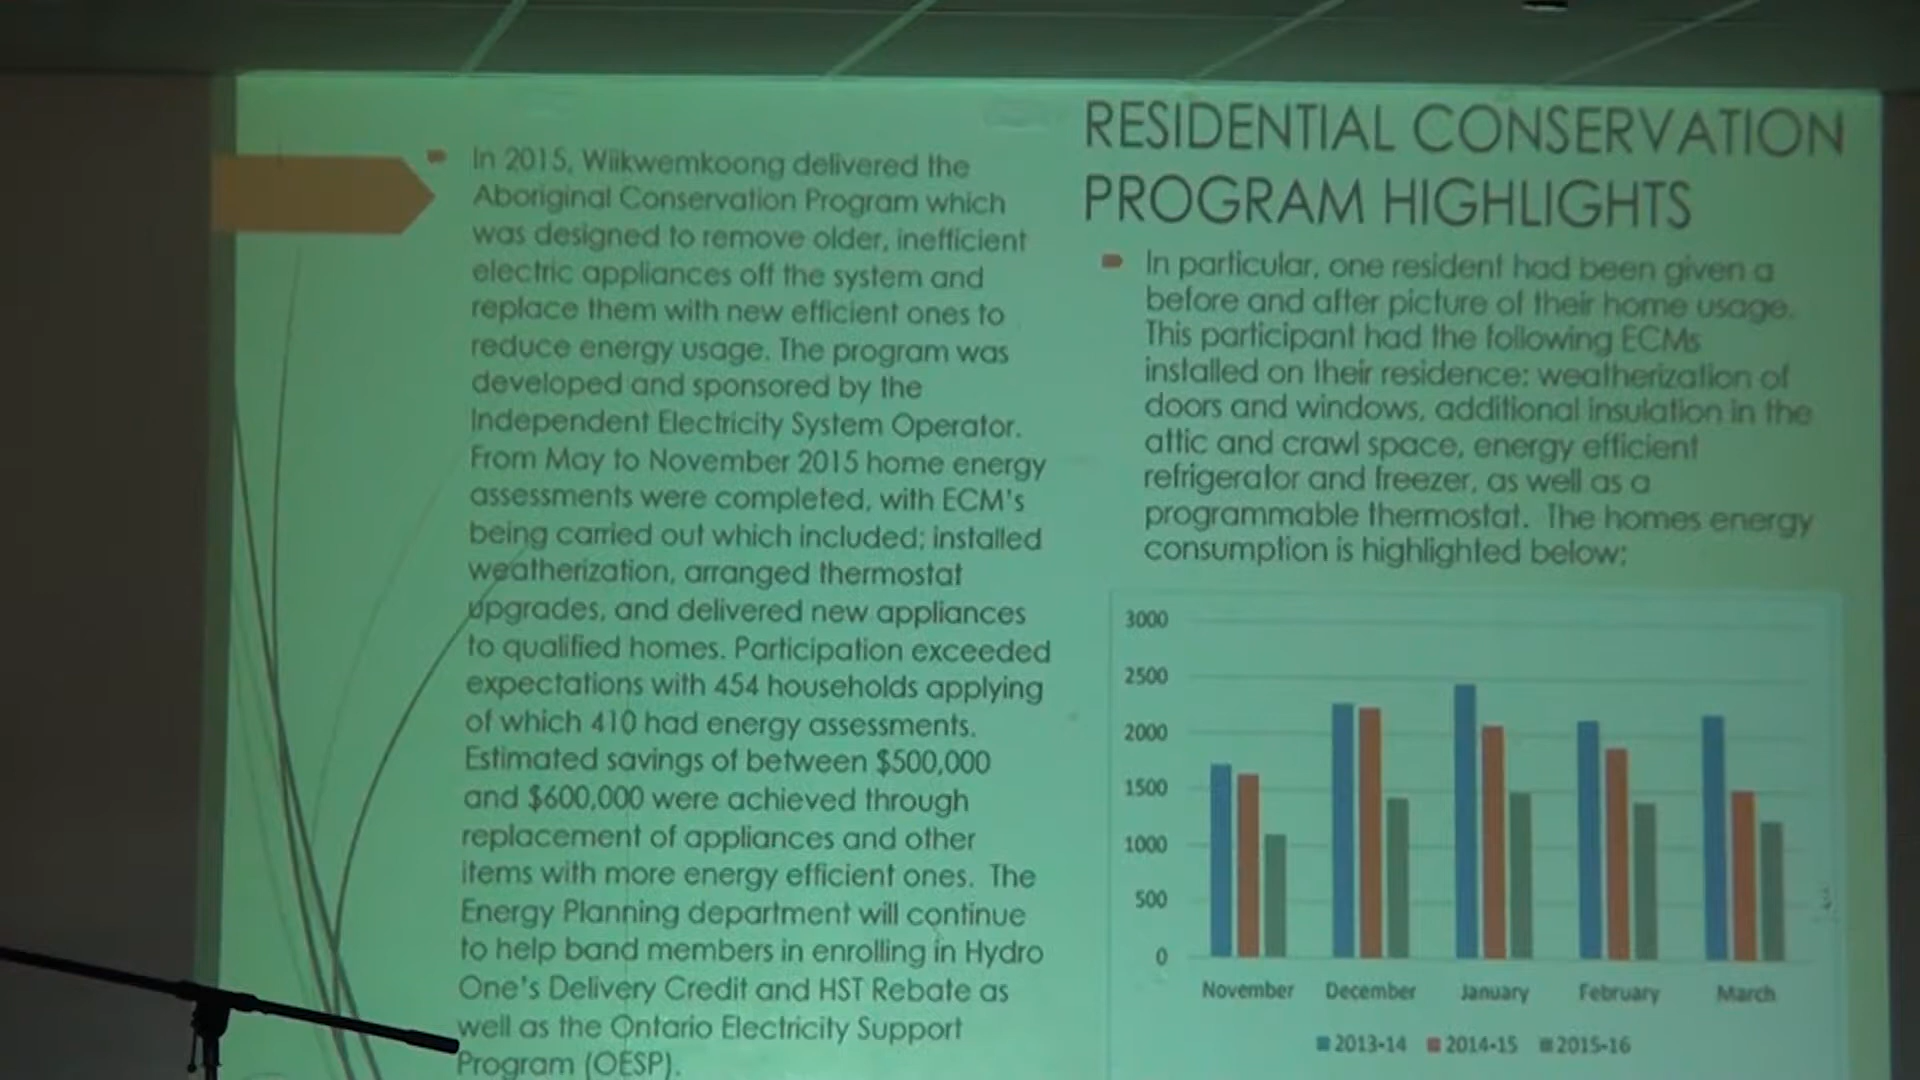 In 2015, Wiikwemkoong delivered the
Aboriginal Conservation Program which
was designed to remove older, inefficient
electric appliances off the system and
replace them with new efficient ones to
reduce energy usage. The program was
developed and sponsored by the
Independent Electricity System Operator.
From May to November 2015 home energy
assessments were completed, with ECM's
being carried out which included; installed
weatherization, arranged thermostat
upgrades, and delivered new appliances
to qualified homes. Participation exceeded
expectations with 454 households applying
of which 410 had energy assessments.
Estimated savings of between $500,000
and $600,000 were achieved through
replacement of appliances and other
items with more energy efficient ones. The
Energy Planning department will continue
to help band members in enrolling in Hydro
One's Delivery Credit and HST Rebate as
well as the Ontario Electricity Support
Program (OESP).
RESIDENTIAL CONSERVATION
PROGRAM HIGHLIGHTS
In particular, one resident had been given a
before and after picture of their home usage.
This participant had the following ECMs
installed on their residence: weatherization of
doors and windows, additional insulation in the
attic and crawl space, energy efficient
refrigerator and freezer, as well as a
programmable thermostat. The homes energy
consumption is highlighted below;
3000
2500
2000
1500
1000
500
0
November December January February March
2013-14 2014-15 2015-16